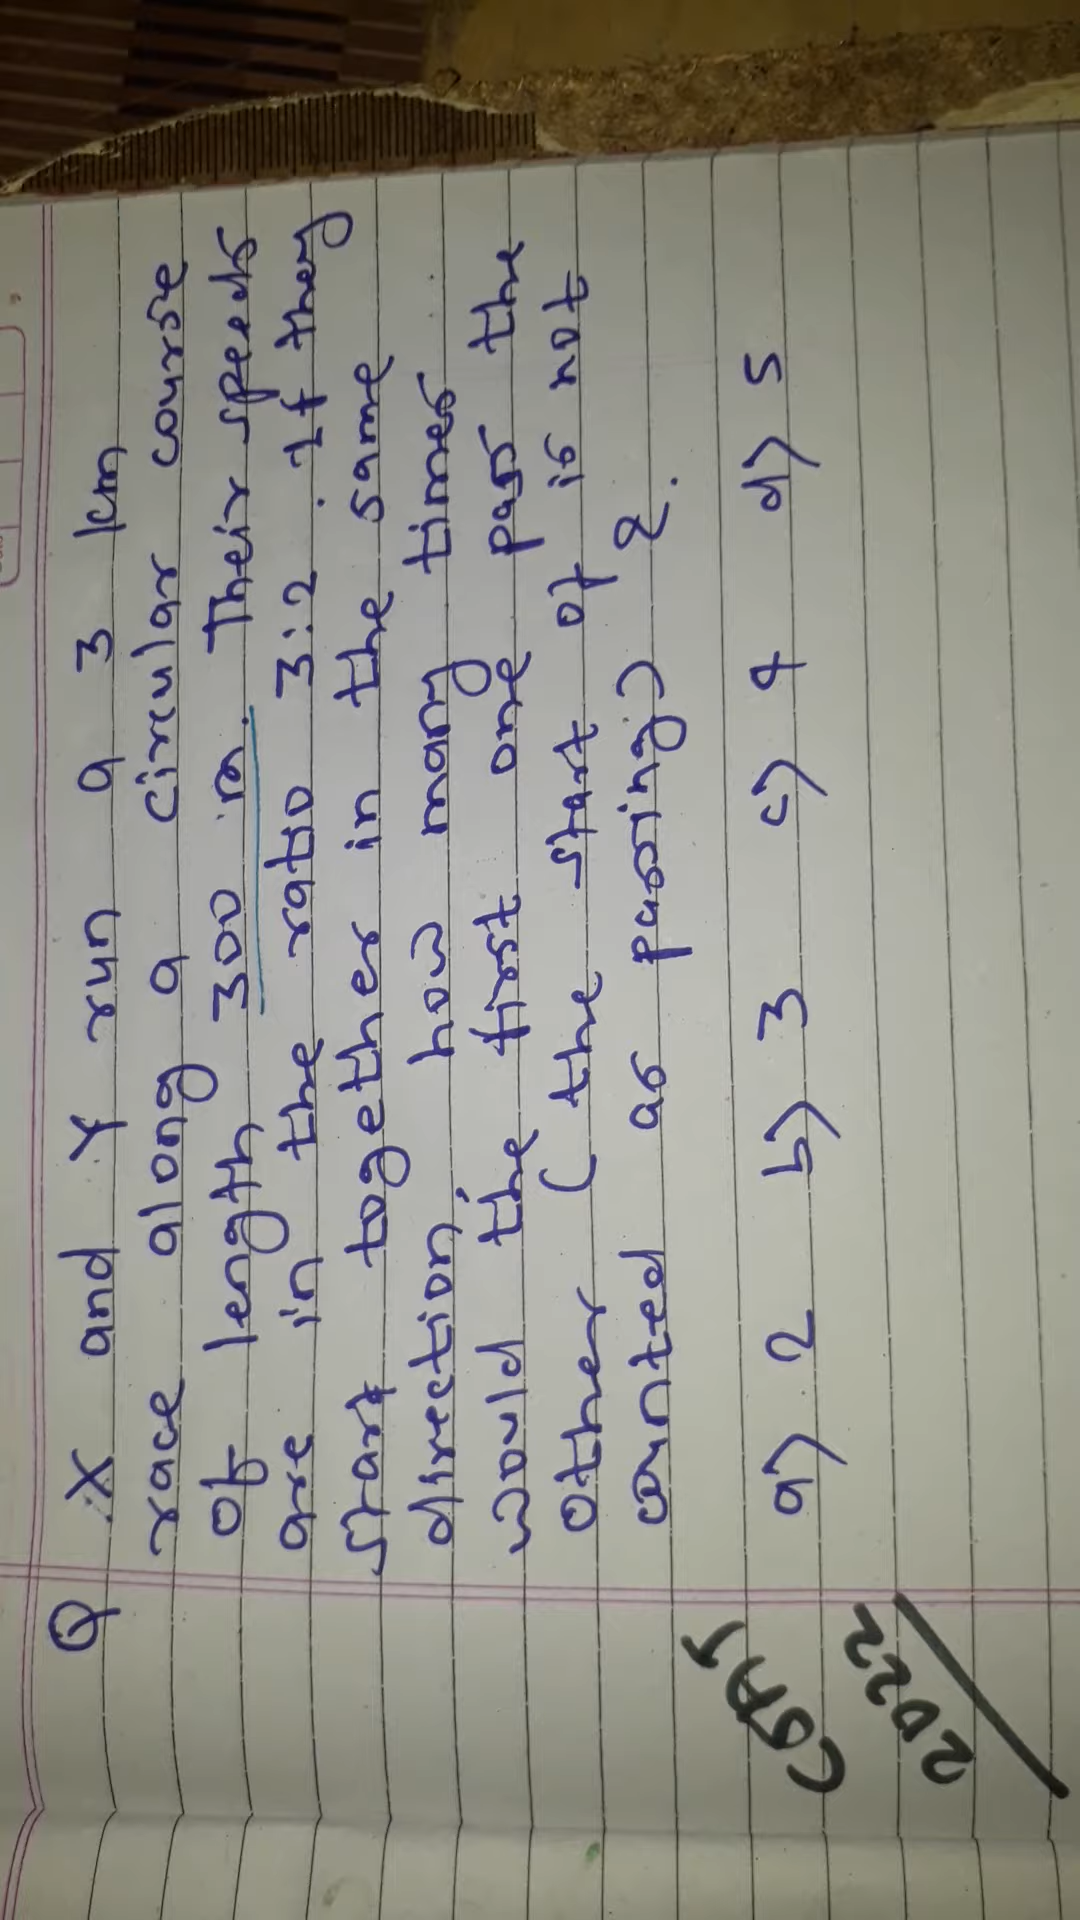 Q X and Y run a 3 km
race along a circular course
of length 300 m. Their speeds
are in the ratio 3:2. If they
start together in the same
direction how many times
would the first one pass the
other (the start of is not
counted as passing) ?.
a) 2 b) 3 c) 4 d) 5
CSAT
2022